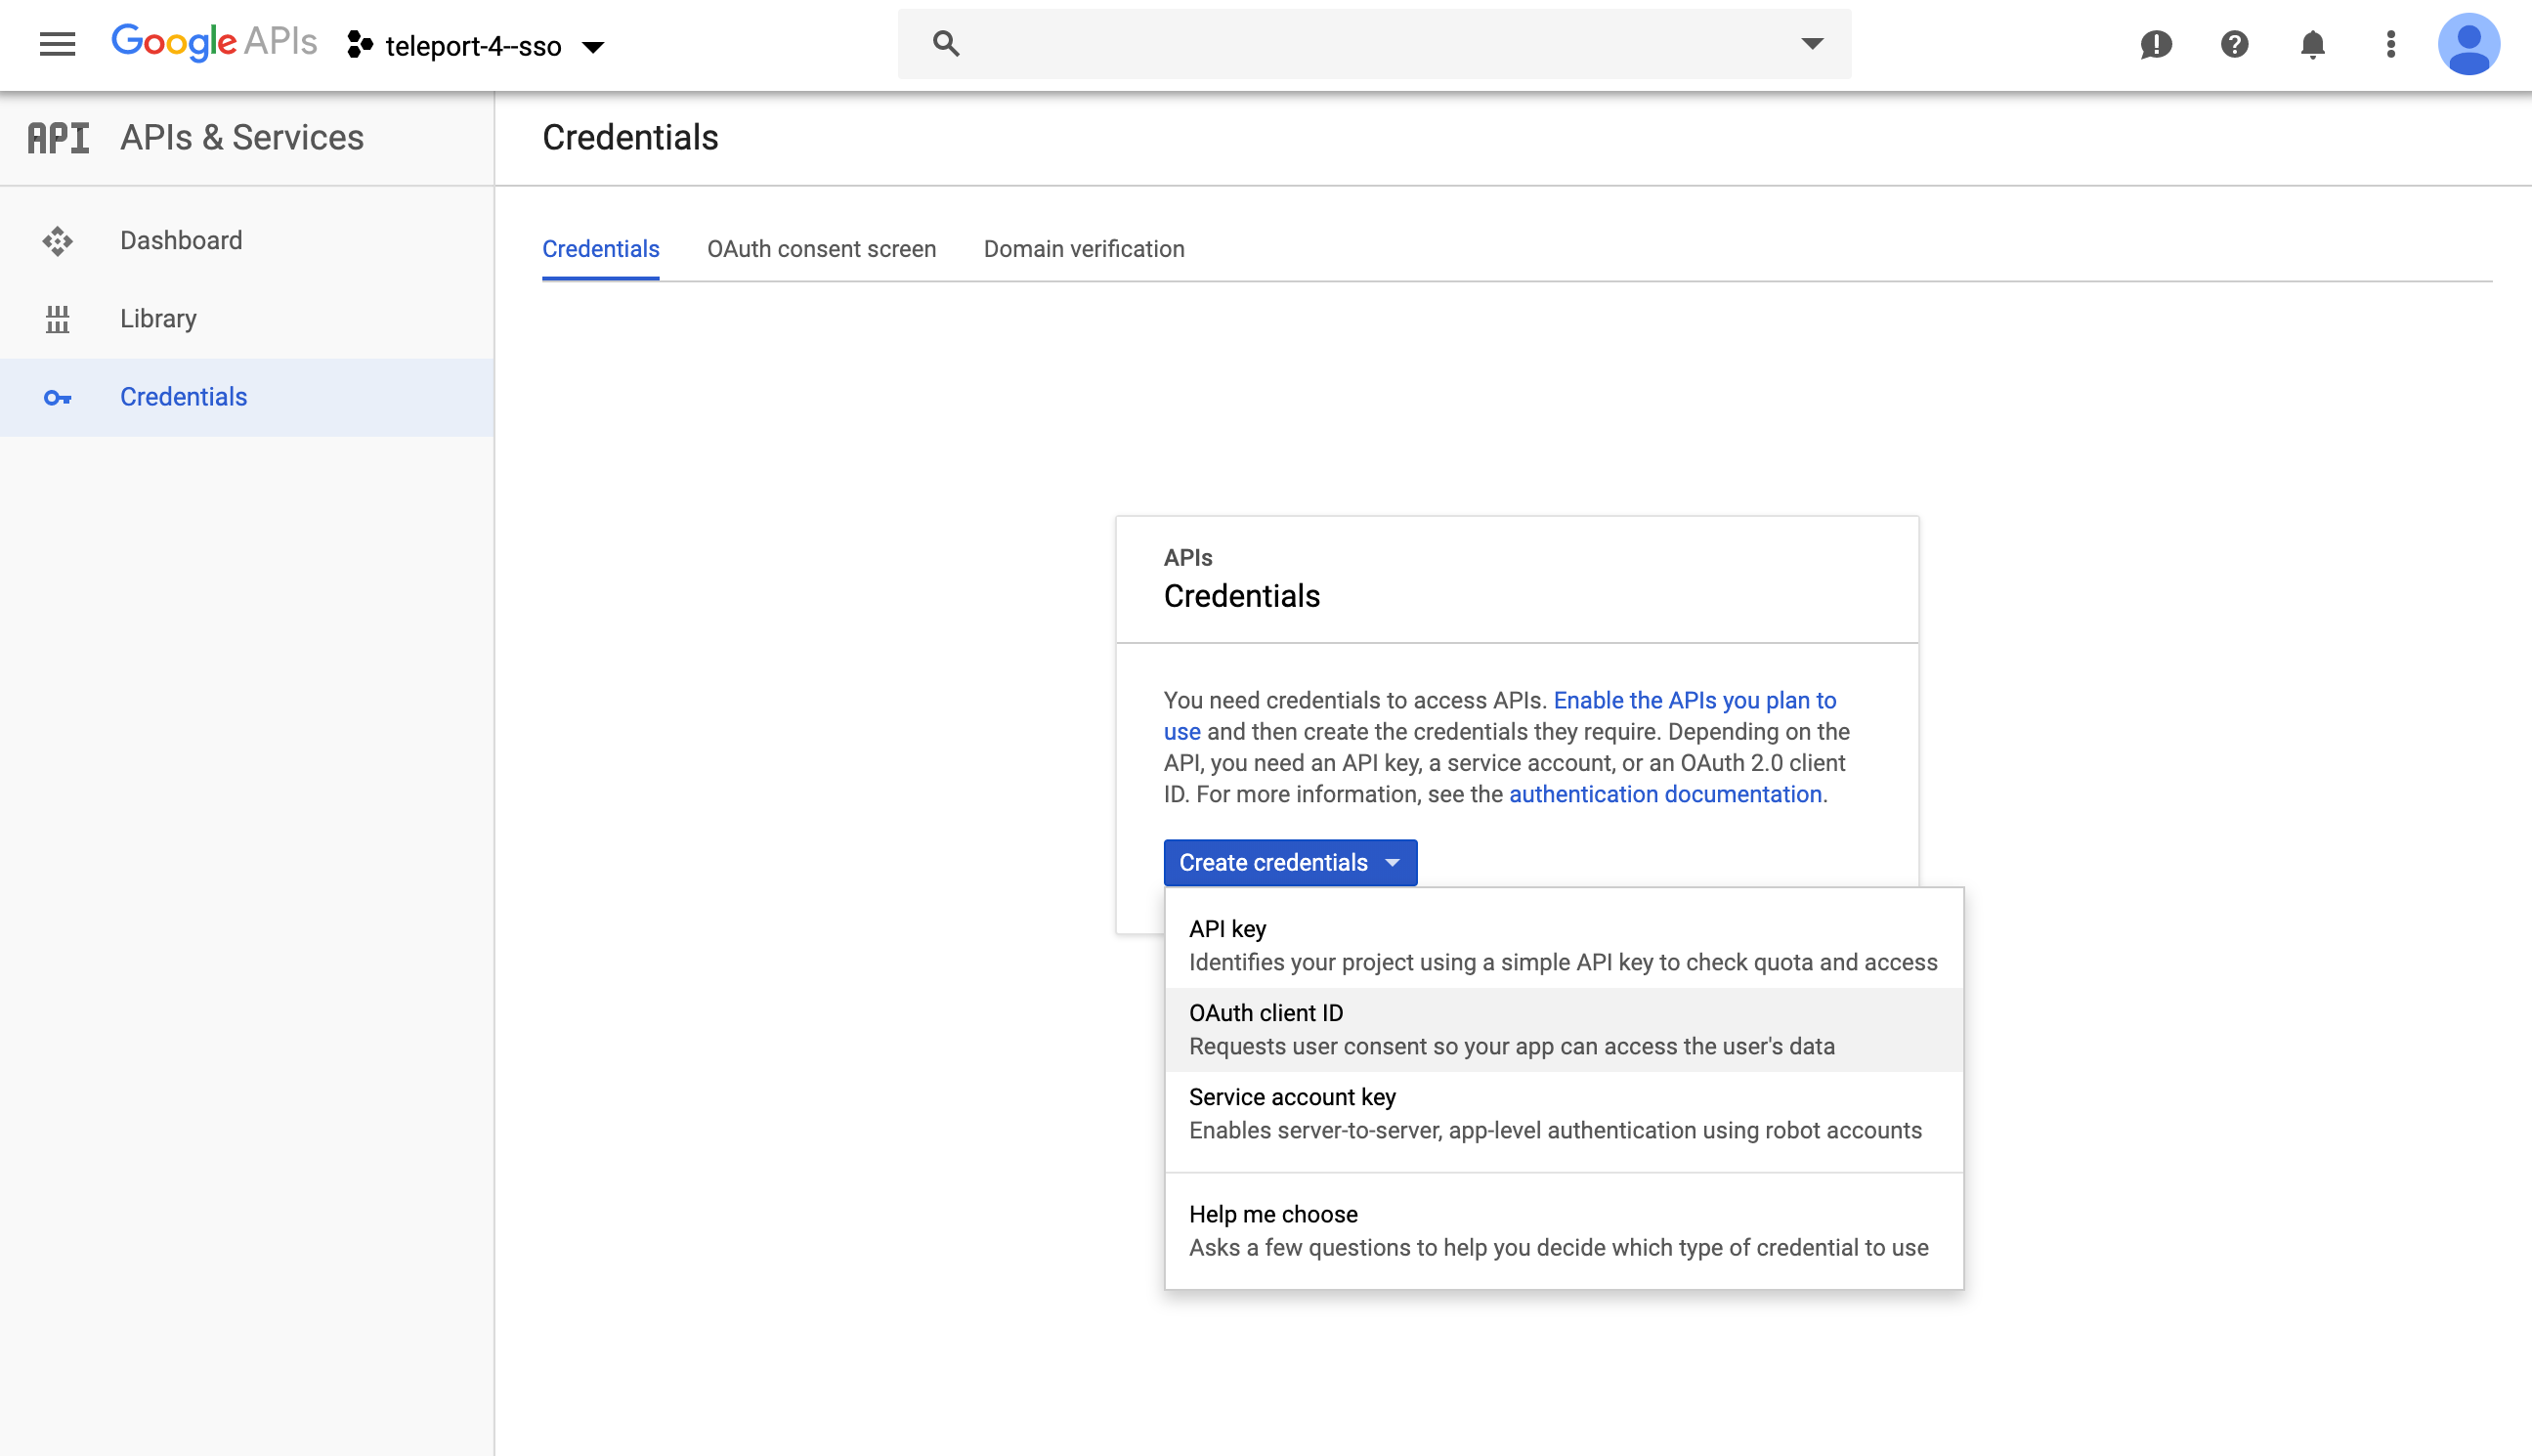 Google APIs teleport-4--sso
API APIs & Services
Credentials
Dashboard
Library
Credentials
Credentials OAuth consent screen Domain verification
APIs
Credentials
You need credentials to access APIs. Enable the APIs you plan to
use and then create the credentials they require. Depending on the
API, you need an API key, a service account, or an OAuth 2.0 client
ID. For more information, see the authentication documentation.
Create credentials
API key
Identifies your project using a simple API key to check quota and access
OAuth client ID
Requests user consent so your app can access the user's data
Service account key
Enables server-to-server, app-level authentication using robot accounts
Help me choose
Asks a few questions to help you decide which type of credential to use